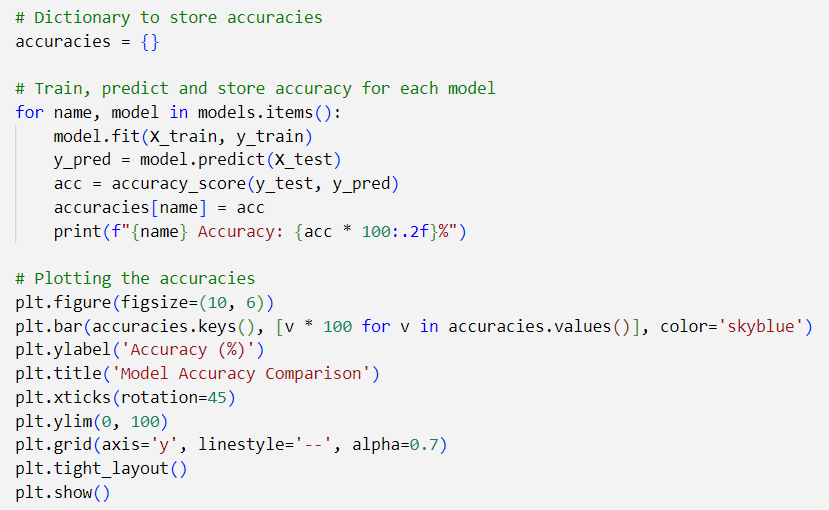 # Dictionary to store accuracies
accuracies = {}

# Train, predict and store accuracy for each model
for name, model in models.items():
    model.fit(X_train, y_train)
    y_pred = model.predict(X_test)
    acc = accuracy_score(y_test, y_pred)
    accuracies[name] = acc
    print(f"{name} Accuracy: {acc * 100:.2f}%")

# Plotting the accuracies
plt.figure(figsize=(10, 6))
plt.bar(accuracies.keys(), [v * 100 for v in accuracies.values()], color='skyblue')
plt.ylabel('Accuracy (%)')
plt.title('Model Accuracy Comparison')
plt.xticks(rotation=45)
plt.ylim(0, 100)
plt.grid(axis='y', linestyle='--', alpha=0.7)
plt.tight_layout()
plt.show()